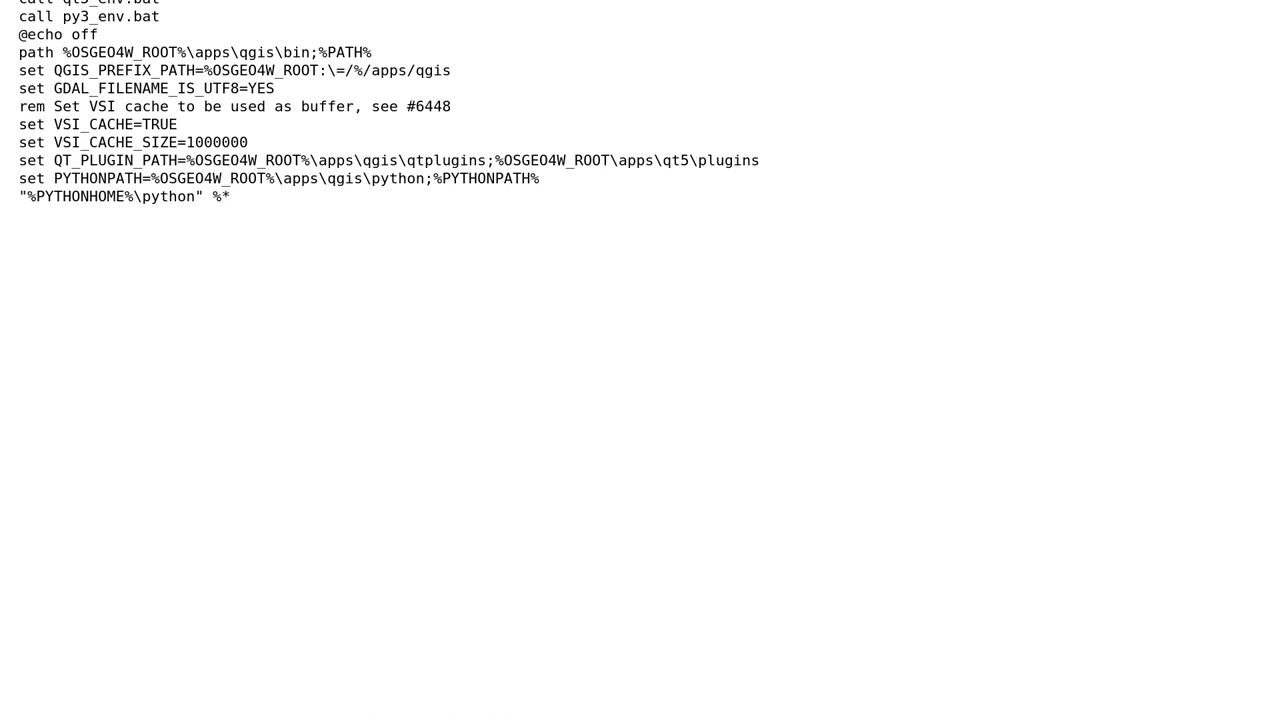 call py3_env.bat
@echo off
path %OSGEO4W_ROOT%\apps\qgis\bin;%PATH%
set QGIS_PREFIX_PATH=%OSGEO4W_ROOT:\=/%/apps/qgis
set GDAL_FILENAME_IS_UTF8=YES
rem Set VSI cache to be used as buffer, see #6448
set VSI_CACHE=TRUE
set VSI_CACHE_SIZE=1000000
set QT_PLUGIN_PATH=%OSGEO4W_ROOT%\apps\qgis\qtplugins;%OSGEO4W_ROOT\apps\qt5\plugins
set PYTHONPATH=%OSGEO4W_ROOT%\apps\qgis\python;%PYTHONPATH%
"%PYTHONHOME%\python" %*